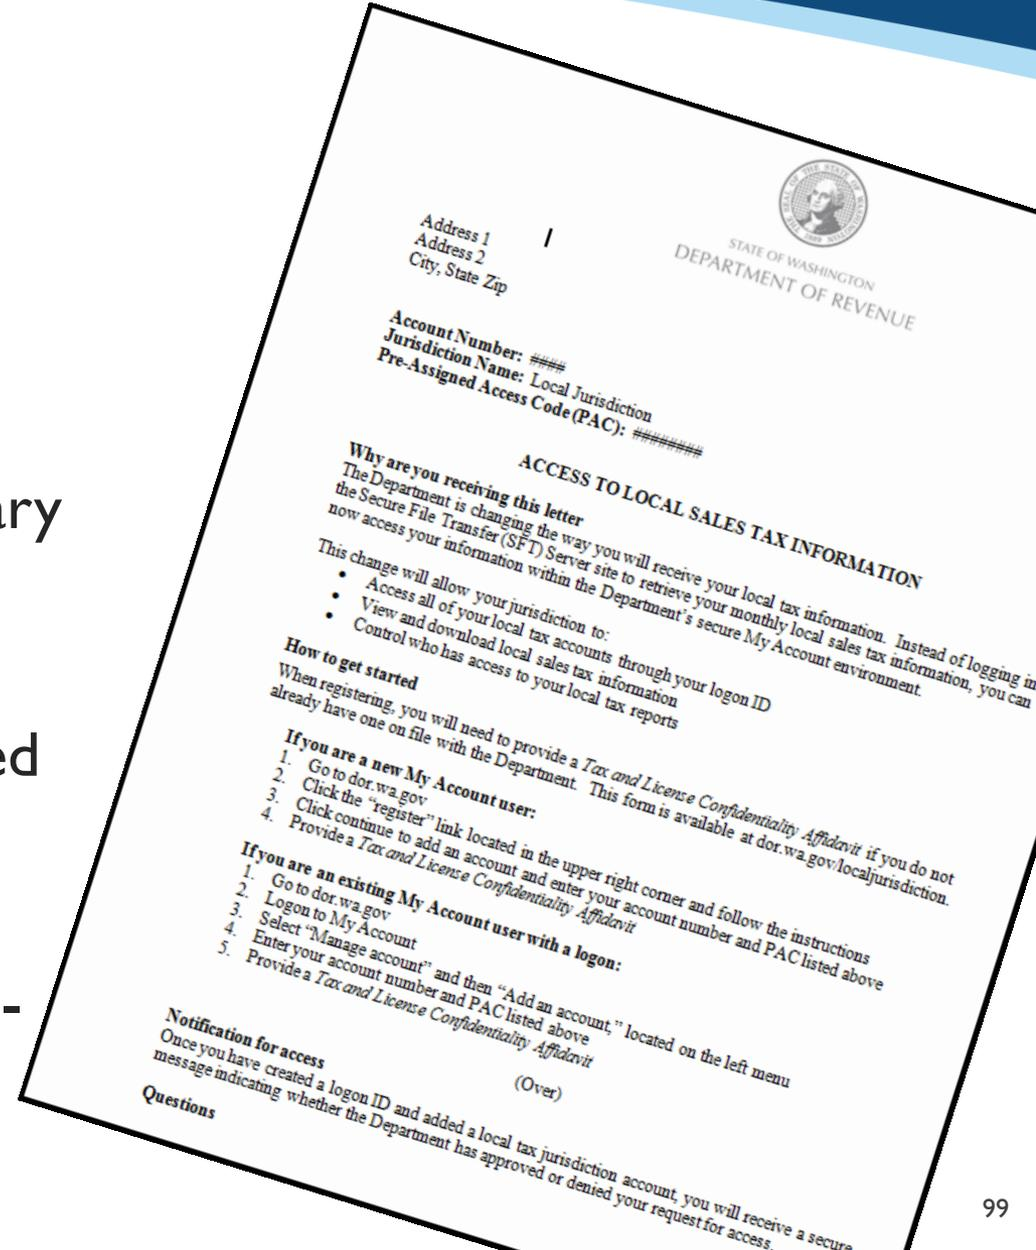 ary
ed
-
STATE OF WASHINGTON
DEPARTMENT OF REVENUE
Address 1
Address 2
City, State Zip
Account Number: ####
Jurisdiction Name: Local Jurisdiction
Pre-Assigned Access Code (PAC): ########
ACCESS TO LOCAL SALES TAX INFORMATION
Why are you receiving this letter
The Department is changing the way you will receive your local tax information. Instead of logging in
the Secure File Transfer (SFT) Server site to retrieve your monthly local sales tax information, you can
now access your information within the Department's secure My Account environment.
This change will allow your jurisdiction to:
• Access all of your local tax accounts through your logon ID
• View and download local sales tax information
• Control who has access to your local tax reports
How to get started
When registering, you will need to provide a Tax and License Confidentiality Affidavit if you do not
already have one on file with the Department. This form is available at dor.wa.gov/localjurisdiction.
If you are a new My Account user:
1. Go to dor.wa.gov
2. Click the "register" link located in the upper right corner and follow the instructions
3. Click continue to add an account and enter your account number and PAC listed above
4. Provide a Tax and License Confidentiality Affidavit
If you are an existing My Account user with a logon:
1. Go to dor.wa.gov
2. Logon to My Account
3. Select "Manage account" and then "Add an account," located on the left menu
4. Enter your account number and PAC listed above
5. Provide a Tax and License Confidentiality Affidavit
(Over)
Notification for access
Once you have created a logon ID and added a local tax jurisdiction account, you will receive a secure
message indicating whether the Department has approved or denied your request for access.
Questions
99